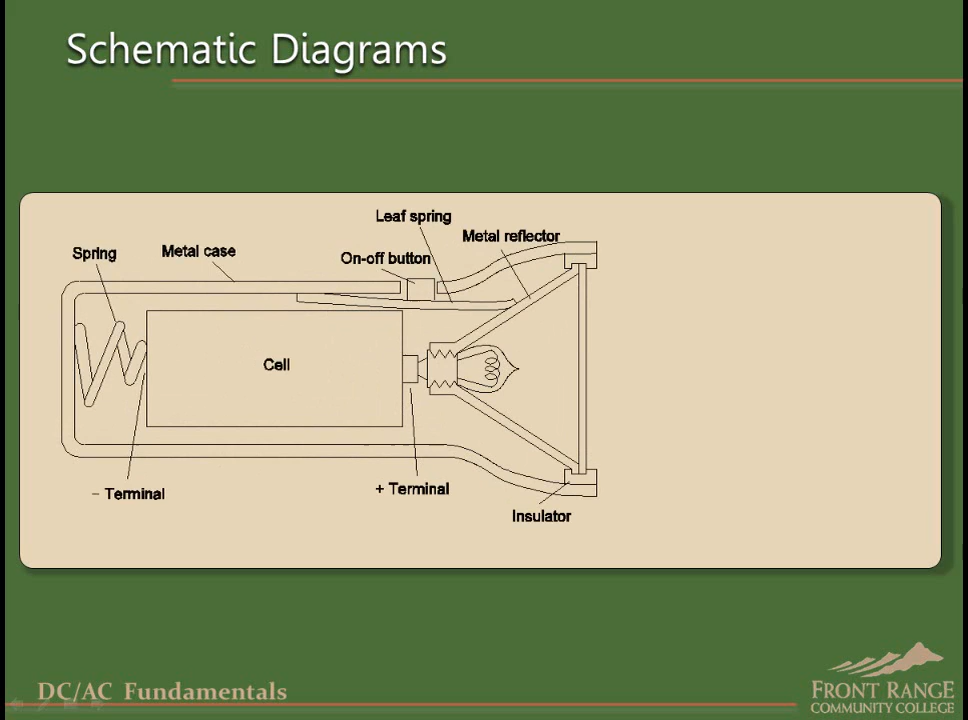 Schematic Diagrams
Leaf spring
Metal reflector
Spring
Metal case
On-off button
Cell
− Terminal
+ Terminal
Insulator
DC/AC Fundamentals
FRONT RANGE
COMMUNITY COLLEGE